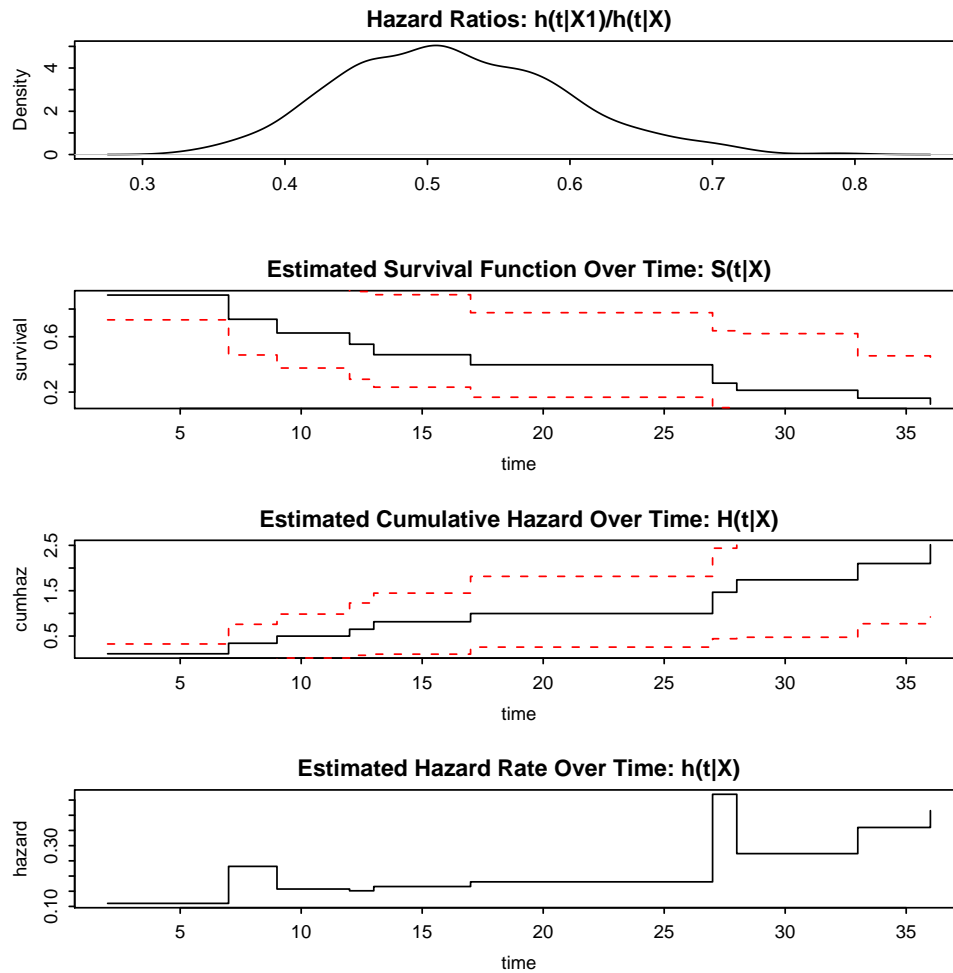 Hazard Ratios: h(t|X1)/h(t|X)
Density
0 2 4
0.3 0.4 0.5 0.6 0.7 0.8
Estimated Survival Function Over Time: S(t|X)
survival
0.2 0.6
5 10 15 20 25 30 35
time
Estimated Cumulative Hazard Over Time: H(t|X)
cumhaz
0.5 1.5 2.5
5 10 15 20 25 30 35
time
Estimated Hazard Rate Over Time: h(t|X)
hazard
0.10 0.30
5 10 15 20 25 30 35
time